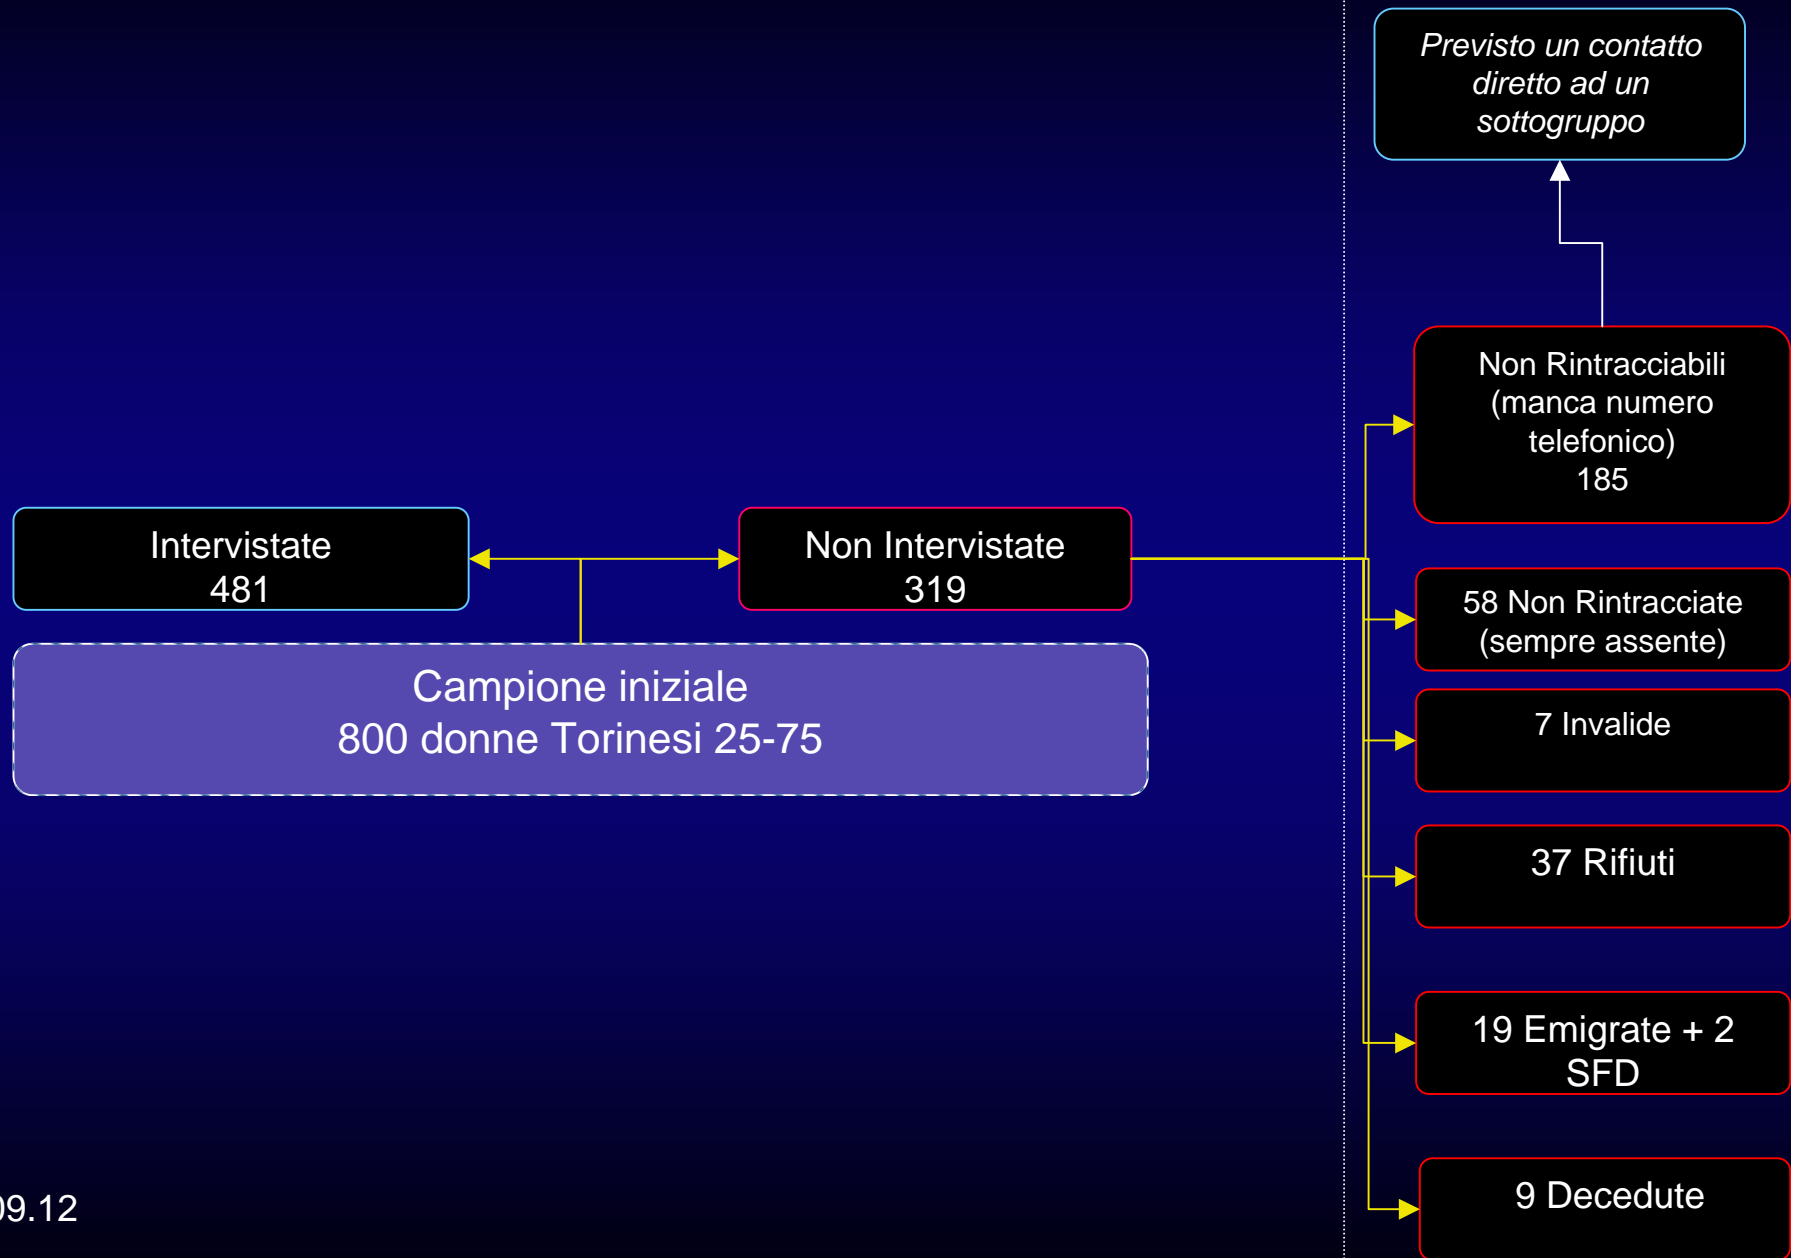 Previsto un contatto
diretto ad un
sottogruppo
Non Rintracciabili
(manca numero
telefonico)
185
Intervistate
481
Non Intervistate
319
58 Non Rintracciate
(sempre assente)
Campione iniziale
800 donne Torinesi 25-75
7 Invalide
37 Rifiuti
19 Emigrate + 2
SFD
9 Decedute
09.12